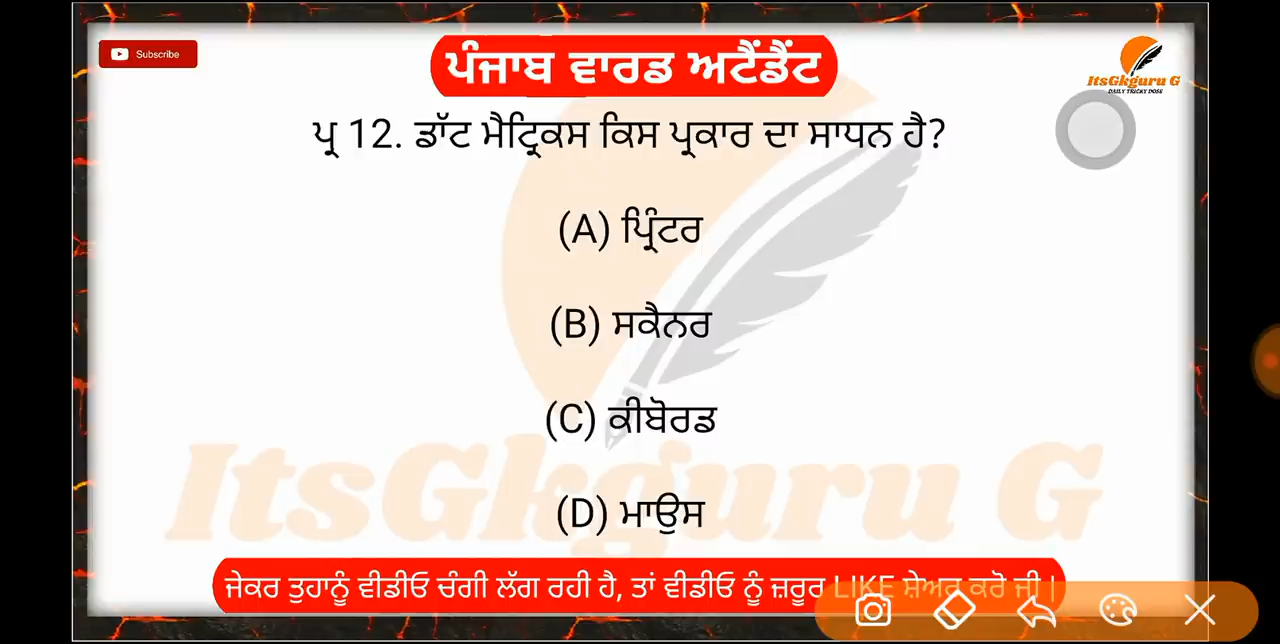 Subscribe
ਪੰਜਾਬ ਵਾਰਡ ਅਟੈਂਡੈਂਟ
ItsGkguru G
DAILY TRICKY DOSE
ਪ੍ਰ 12. ਡਾੱਟ ਮੈਟ੍ਰਿਕਸ ਕਿਸ ਪ੍ਰਕਾਰ ਦਾ ਸਾਧਨ ਹੈ?
(A) ਪ੍ਰਿੰਟਰ
(B) ਸਕੈਨਰ
(C) ਕੀਬੋਰਡ
ItsGkguru G
(D) ਮਾਊਸ
ਜੇਕਰ ਤੁਹਾਨੂੰ ਵੀਡੀਓ ਚੰਗੀ ਲੱਗ ਰਹੀ ਹੈ, ਤਾਂ ਵੀਡੀਓ ਨੂੰ ਜ਼ਰੂਰ LIKE ਸ਼ੇਅਰ ਕਰੋ ਜੀ |